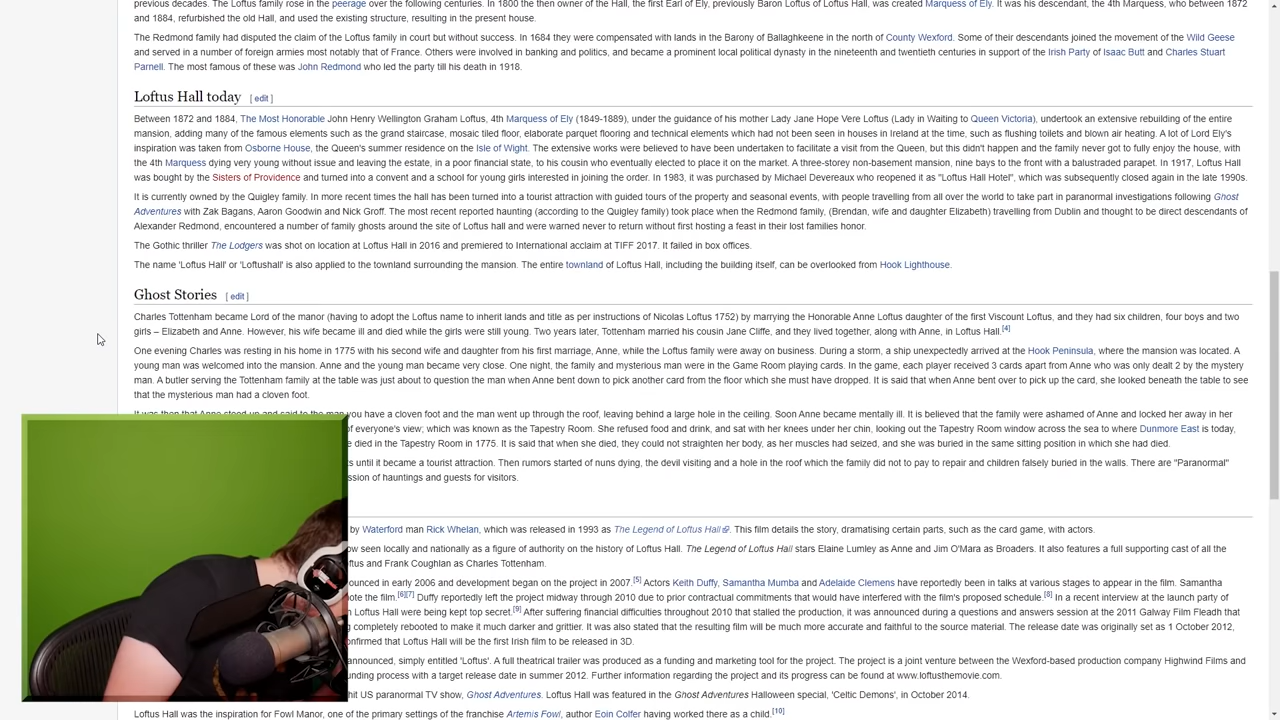 previous decades. The Loftus family rose in the peerage over the following centuries. In 1800 the then owner of the Hall, the first Earl of Ely, previously Baron Loftus of Loftus Hall, was created Marquess of Ely. It was his descendant, the 4th Marquess, who between 1872
and 1884, refurbished the old Hall, and used the existing structure, resulting in the present house.
The Redmond family had disputed the claim of the Loftus family in court but without success. In 1684 they were compensated with lands in the Barony of Ballaghkeene in the north of County Wexford. Some of their descendants joined the movement of the Wild Geese
and served in a number of foreign armies most notably that of France. Others were involved in banking and politics, and became a prominent local political dynasty in the nineteenth and twentieth centuries in support of the Irish Party of Isaac Butt and Charles Stuart
Parnell. The most famous of these was John Redmond who led the party till his death in 1918.
Loftus Hall today [ edit ]
Between 1872 and 1884, The Most Honorable John Henry Wellington Graham Loftus, 4th Marquess of Ely (1849-1889), under the guidance of his mother Lady Jane Hope Vere Loftus (Lady in Waiting to Queen Victoria), undertook an extensive rebuilding of the entire
mansion, adding many of the famous elements such as the grand staircase, mosaic tiled floor, elaborate parquet flooring and technical elements which had not been seen in houses in Ireland at the time, such as flushing toilets and blown air heating. A lot of Lord Ely's
inspiration was taken from Osborne House, the Queen's summer residence on the Isle of Wight. The extensive works were believed to have been undertaken to facilitate a visit from the Queen, but this didn't happen and the family never got to fully enjoy the house, with
the 4th Marquess dying very young without issue and leaving the estate, in a poor financial state, to his cousin who eventually elected to place it on the market. A three-storey non-basement mansion, nine bays to the front with a balustraded parapet. In 1917, Loftus Hall
was bought by the Sisters of Providence and turned into a convent and a school for young girls interested in joining the order. In 1983, it was purchased by Michael Devereaux who reopened it as "Loftus Hall Hotel", which was subsequently closed again in the late 1990s.
It is currently owned by the Quigley family. In more recent times the hall has been turned into a tourist attraction with guided tours of the property and seasonal events, with people travelling from all over the world to take part in paranormal investigations following Ghost
Adventures with Zak Bagans, Aaron Goodwin and Nick Groff. The most recent reported haunting (according to the Quigley family) took place when the Redmond family, (Brendan, wife and daughter Elizabeth) travelling from Dublin and thought to be direct descendants of
Alexander Redmond, encountered a number of family ghosts around the site of Loftus hall and were warned never to return without first hosting a feast in their lost families honor.
The Gothic thriller The Lodgers was shot on location at Loftus Hall in 2016 and premiered to International acclaim at TIFF 2017. It failed in box offices.
The name 'Loftus Hall' or 'Loftushall' is also applied to the townland surrounding the mansion. The entire townland of Loftus Hall, including the building itself, can be overlooked from Hook Lighthouse.
Ghost Stories [ edit ]
Charles Tottenham became Lord of the manor (having to adopt the Loftus name to inherit lands and title as per instructions of Nicolas Loftus 1752) by marrying the Honorable Anne Loftus daughter of the first Viscount Loftus, and they had six children, four boys and two
girls – Elizabeth and Anne. However, his wife became ill and died while the girls were still young. Two years later, Tottenham married his cousin Jane Cliffe, and they lived together, along with Anne, in Loftus Hall.[4]
One evening Charles was resting in his home in 1775 with his second wife and daughter from his first marriage, Anne, while the Loftus family were away on business. During a storm, a ship unexpectedly arrived at the Hook Peninsula, where the mansion was located. A
young man was welcomed into the mansion. Anne and the young man became very close. One night, the family and mysterious man were in the Game Room playing cards. In the game, each player received 3 cards apart from Anne who was only dealt 2 by the mystery
man. A butler serving the Tottenham family at the table was just about to question the man when Anne bent down to pick another card from the floor which she must have dropped. It is said that when Anne bent over to pick up the card, she looked beneath the table to see
that the mysterious man had a cloven foot.
It was then that Anne stood up and said to the man you have a cloven foot and the man went up through the roof, leaving behind a large hole in the ceiling. Soon Anne became mentally ill. It is believed that the family were ashamed of Anne and locked her away in her
of everyone's view; which was known as the Tapestry Room. She refused food and drink, and sat with her knees under her chin, looking out the Tapestry Room window across the sea to where Dunmore East is today,
died in the Tapestry Room in 1775. It is said that when she died, they could not straighten her body, as her muscles had seized, and she was buried in the same sitting position in which she had died.
until it became a tourist attraction. Then rumors started of nuns dying, the devil visiting and a hole in the roof which the family did not to pay to repair and children falsely buried in the walls. There are "Paranormal"
of hauntings and guests for visitors.
by Waterford man Rick Whelan, which was released in 1993 as The Legend of Loftus Hall. This film details the story, dramatising certain parts, such as the card game, with actors.
seen locally and nationally as a figure of authority on the history of Loftus Hall. The Legend of Loftus Hall stars Elaine Lumley as Anne and Jim O'Mara as Broaders. It also features a full supporting cast of all the
and Frank Coughlan as Charles Tottenham.
in early 2006 and development began on the project in 2007.[5] Actors Keith Duffy, Samantha Mumba and Adelaide Clemens have reportedly been in talks at various stages to appear in the film. Samantha
the film.[6][7] Duffy reportedly left the project midway through 2010 due to prior contractual commitments that would have interfered with the film's proposed schedule.[8] In a recent interview at the launch party of
Loftus Hall were being kept top secret.[9] After suffering financial difficulties throughout 2010 that stalled the production, it was announced during a questions and answers session at the 2011 Galway Film Fleadh that
completely rebooted to make it much darker and grittier. It was also stated that the resulting film will be much more accurate and faithful to the source material. The release date was originally set as 1 October 2012,
that Loftus Hall will be the first Irish film to be released in 3D.
announced, simply entitled 'Loftus'. A full theatrical trailer was produced as a funding and marketing tool for the project. The project is a joint venture between the Wexford-based production company Highwind Films and
process with a target release date in summer 2012. Further information regarding the project and its progress can be found at www.loftusthemovie.com.
hit US paranormal TV show, Ghost Adventures. Loftus Hall was featured in the Ghost Adventures Halloween special, 'Celtic Demons', in October 2014.
Loftus Hall was the inspiration for Fowl Manor, one of the primary settings of the franchise Artemis Fowl, author Eoin Colfer having worked there as a child.[10]